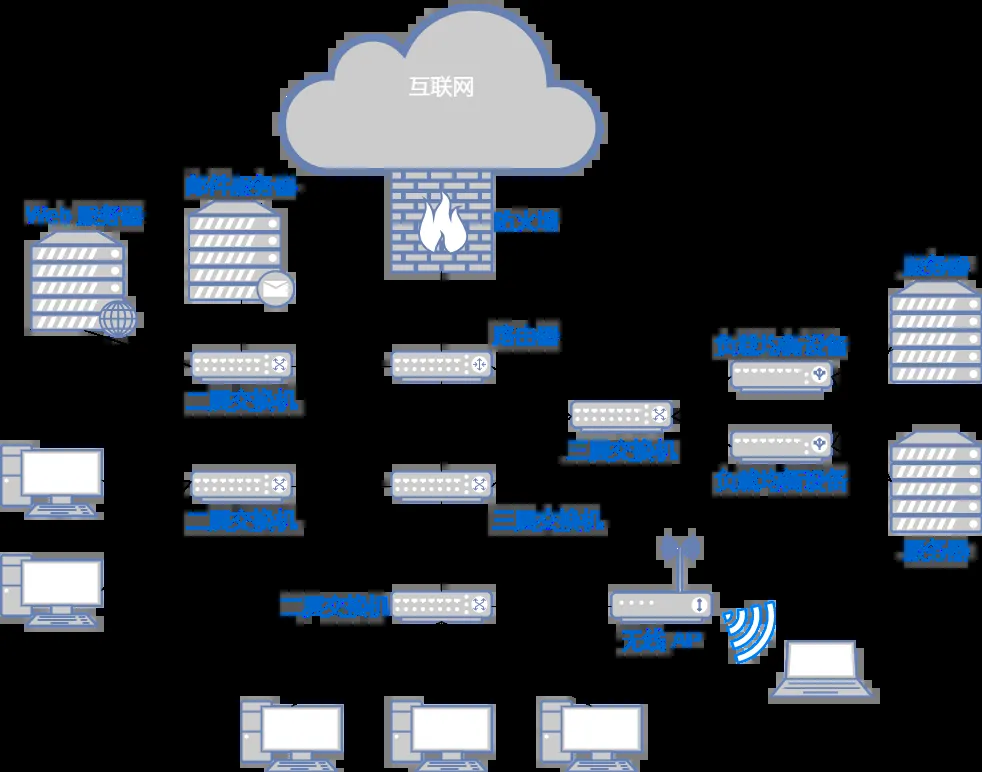 互联网
邮件服务器
Web 服务器
防火墙
服务器
路由器
负载均衡设备
二层交换机
三层交换机
负载均衡设备
二层交换机
三层交换机
服务器
二层交换机
无线 AP